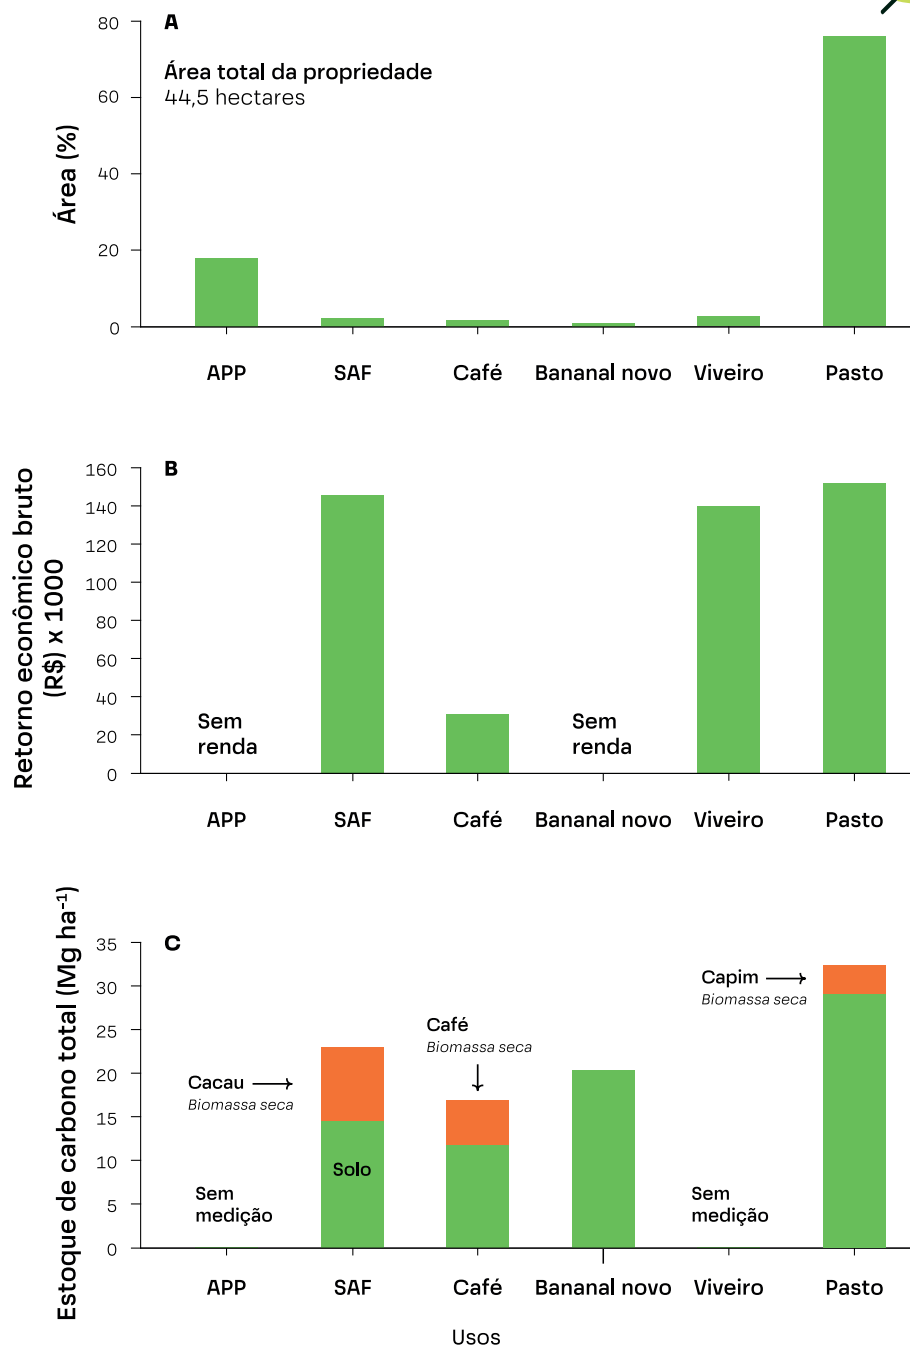 A
Área total da propriedade
44,5 hectares
Área (%)
80
60
40
20
0
APP SAF Café Bananal novo Viveiro Pasto
B
Retorno econômico bruto
(R$) x 1000
160
140
120
100
80
60
40
20
0
Sem
renda
Sem
renda
APP SAF Café Bananal novo Viveiro Pasto
C
Estoque de carbono total (Mg ha⁻¹)
35
30
25
20
15
10
5
0
Capim
Biomassa seca
Café
Biomassa seca
Cacau
Biomassa seca
Solo
Sem
medição
Sem
medição
APP SAF Café Bananal novo Viveiro Pasto
Usos